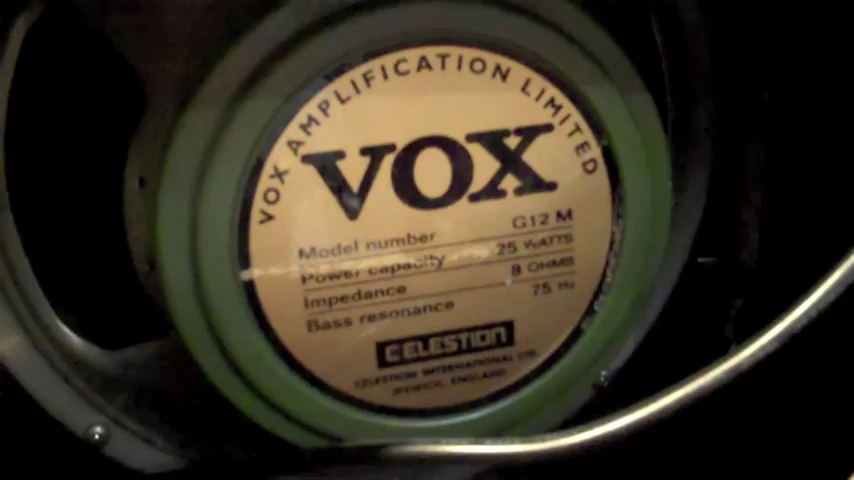 VOX AMPLIFICATION LIMITED
VOX
Model number G12 M
Power capacity 25 WATTS
Impedance 8 OHMS
Bass resonance 75 Hz
CELESTION
CELESTION INTERNATIONAL LTD.
IPSWICH, ENGLAND